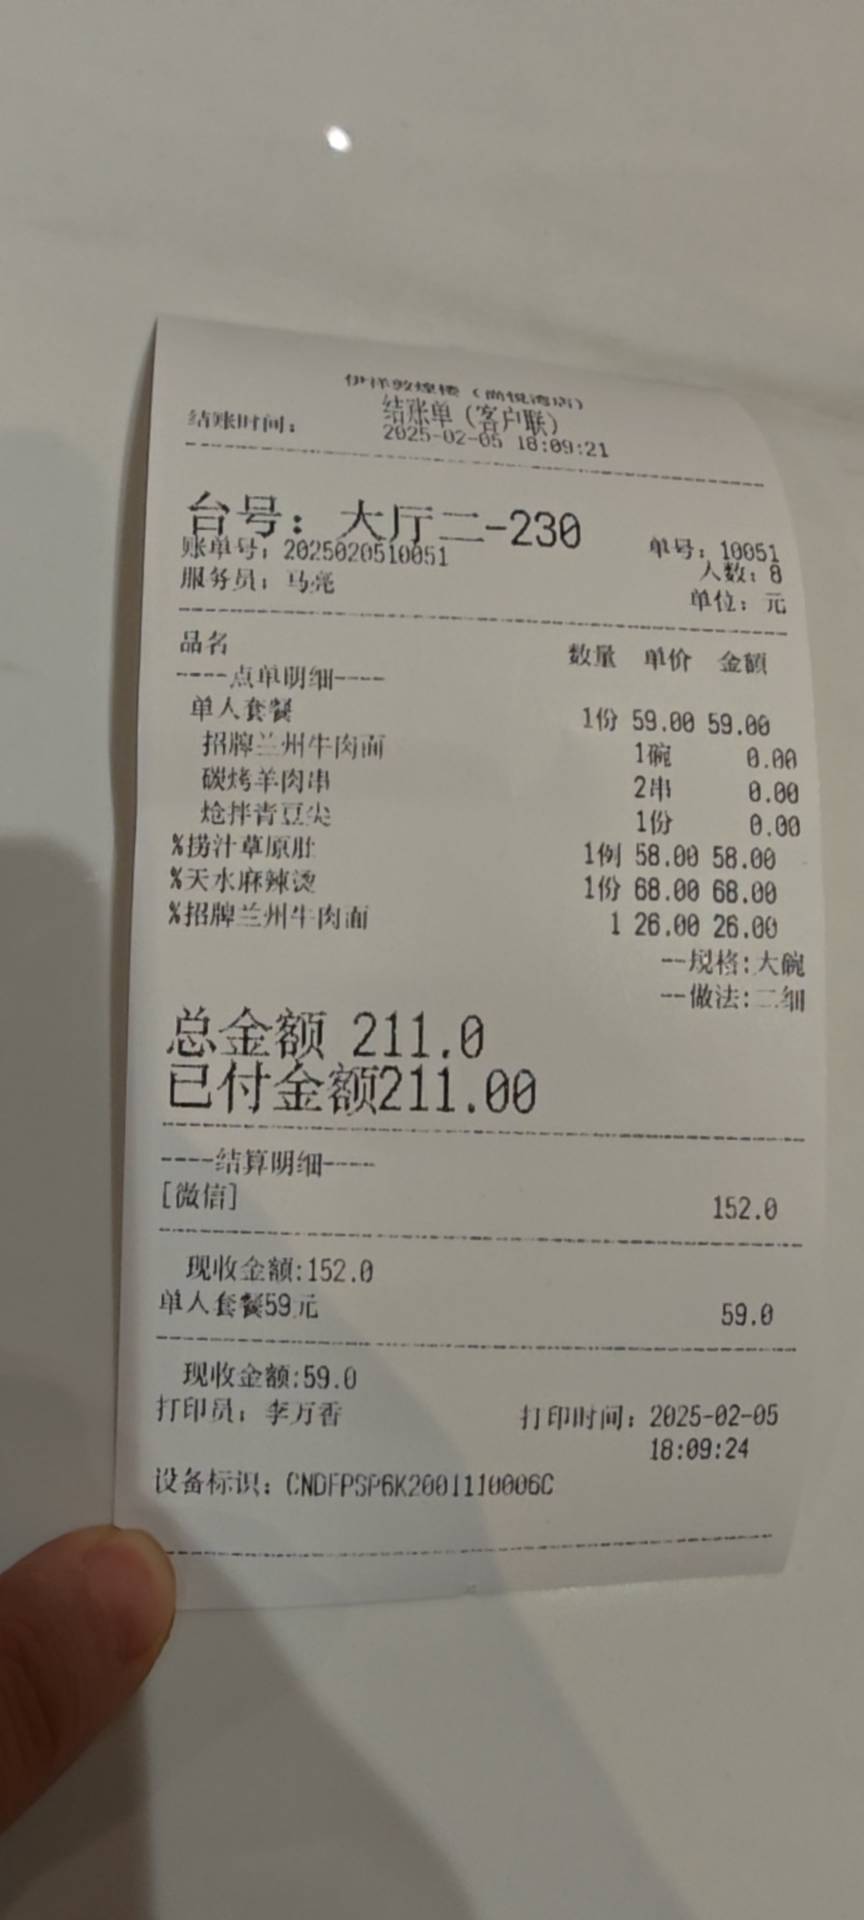 伊洋敦煌楼（尚悦湾店）
结账单（客户联）
结账时间： 2025-02-05 18:09:21
台号：大厅二-230
账单号：2025020510051 单号：10051
人数：8
服务员：马亮 单位：元
品名 数量 单价 金额
----点单明细----
单人套餐 1份 59.00 59.00
招牌兰州牛肉面 1碗 0.00
碳烤羊肉串 2串 0.00
炝拌青豆尖 1份 0.00
%捞汁草原肚 1例 58.00 58.00
%天水麻辣烫 1份 68.00 68.00
%招牌兰州牛肉面 1 26.00 26.00
--规格:大碗
--做法:二细
总金额 211.0
已付金额211.00
----结算明细----
[微信] 152.0
现收金额:152.0
单人套餐59元 59.0
现收金额:59.0
打印员：李万香 打印时间：2025-02-05
18:09:24
设备标识：CNDFPSP6K2001110006C